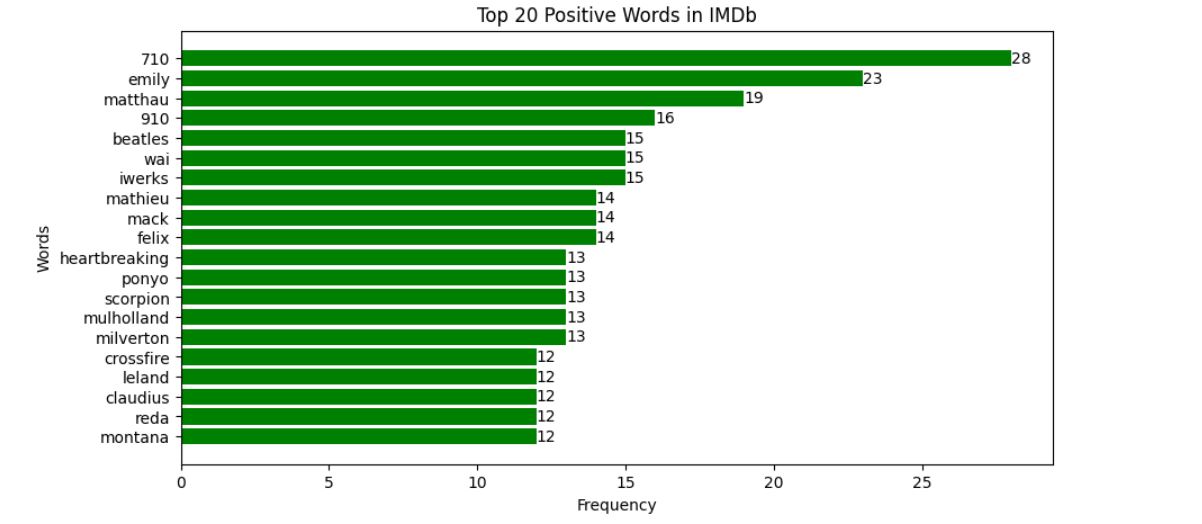 Top 20 Positive Words in IMDb
710 28
emily 23
matthau 19
910 16
beatles 15
wai 15
iwerks 15
mathieu 14
mack 14
felix 14
heartbreaking 13
ponyo 13
scorpion 13
mulholland 13
milverton 13
crossfire 12
leland 12
claudius 12
reda 12
montana 12
Words
0 5 10 15 20 25
Frequency